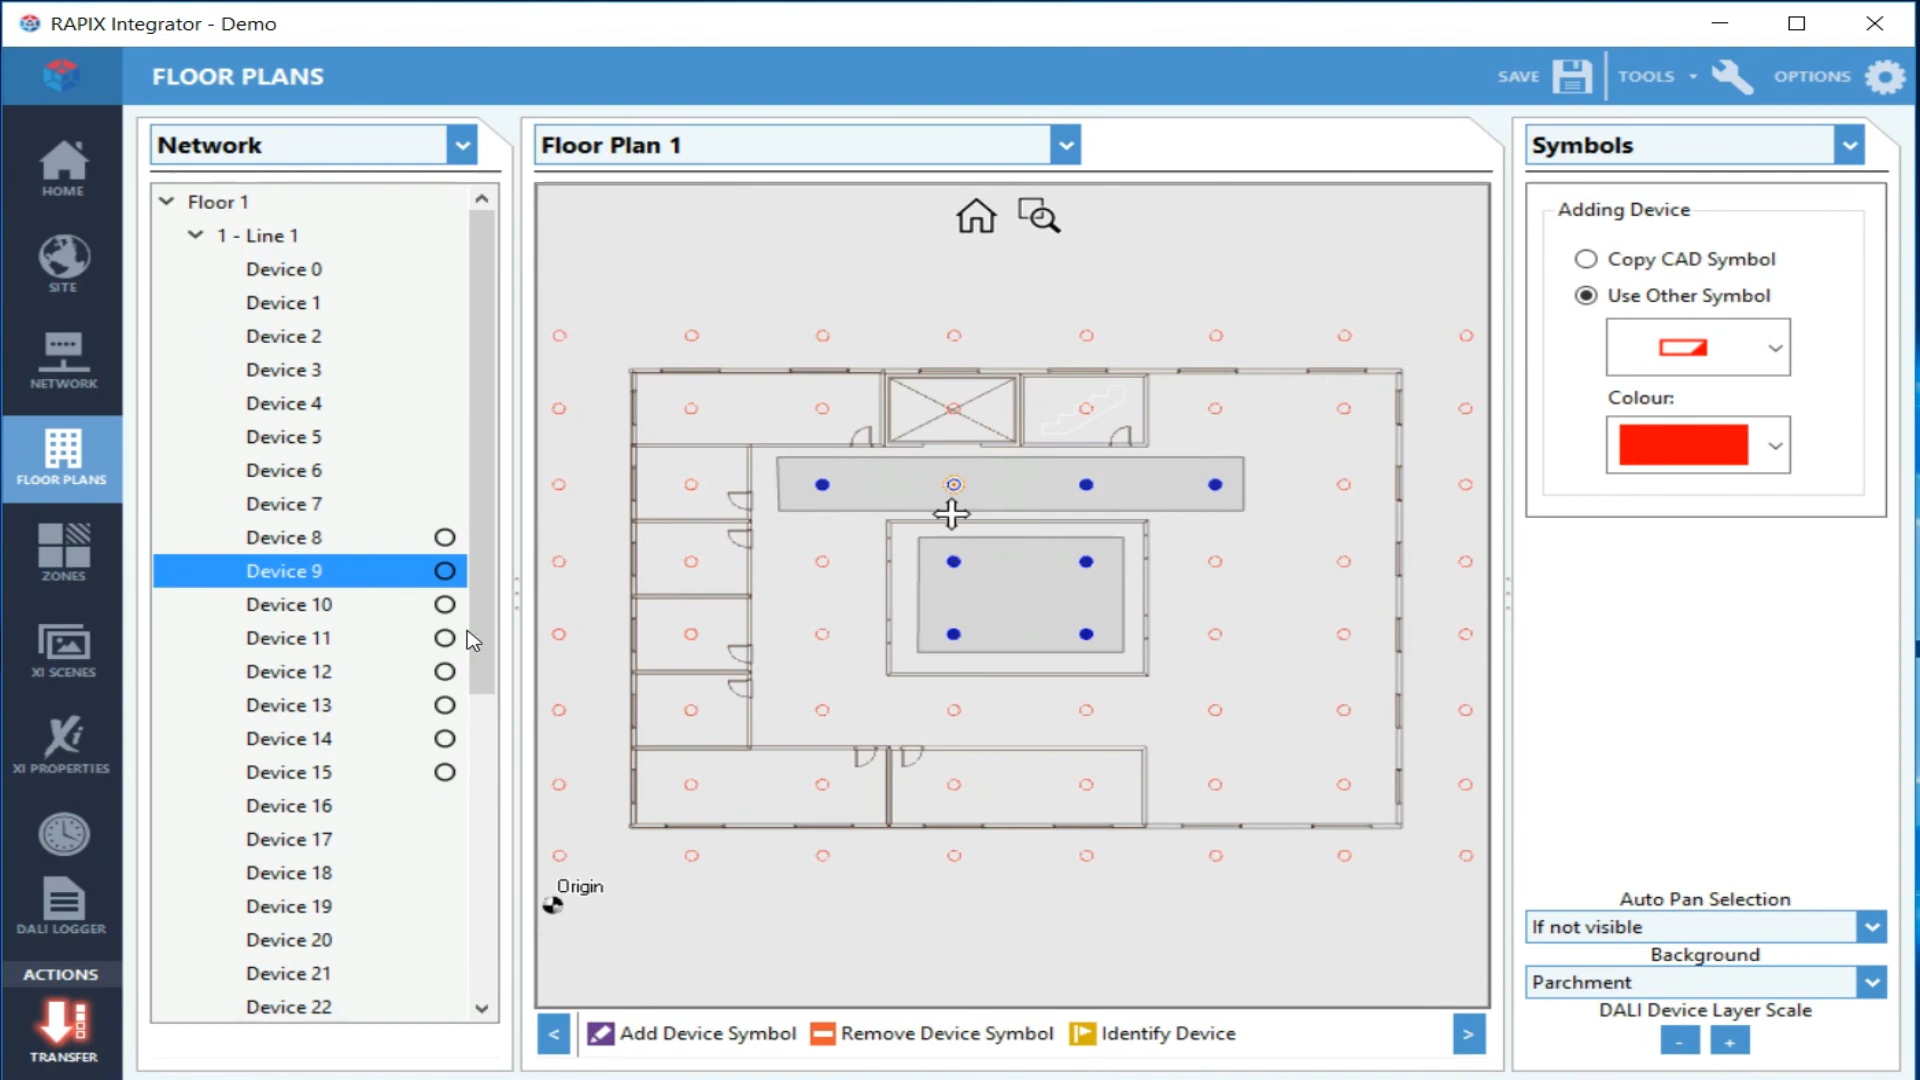 RAPIX Integrator - Demo
FLOOR PLANS
SAVE
TOOLS
OPTIONS
HOME
SITE
NETWORK
FLOOR PLANS
ZONES
XI SCENES
Xi
XI PROPERTIES
DALI LOGGER
ACTIONS
TRANSFER
Network
Floor 1
1 - Line 1
Device 0
Device 1
Device 2
Device 3
Device 4
Device 5
Device 6
Device 7
Device 8
Device 9
Device 10
Device 11
Device 12
Device 13
Device 14
Device 15
Device 16
Device 17
Device 18
Device 19
Device 20
Device 21
Device 22
Floor Plan 1
Origin
<
Add Device Symbol
Remove Device Symbol
Identify Device
>
Symbols
Adding Device
Copy CAD Symbol
Use Other Symbol
Colour:
Auto Pan Selection
If not visible
Background
Parchment
DALI Device Layer Scale
- +